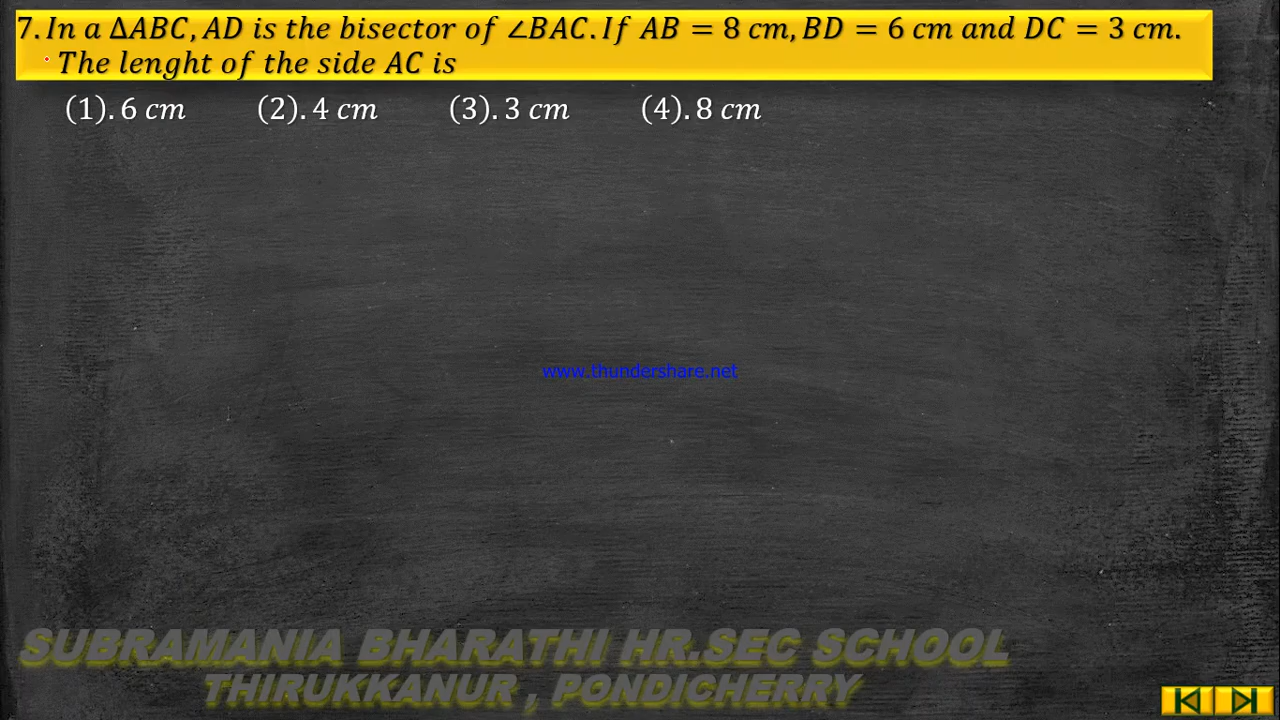 7. In a ΔABC, AD is the bisector of ∠BAC. If AB = 8 cm, BD = 6 cm and DC = 3 cm.
The lenght of the side AC is
(1). 6 cm (2). 4 cm (3). 3 cm (4). 8 cm
www.thundershare.net
SUBRAMANIA BHARATHI HR.SEC SCHOOL
THIRUKKANUR , PONDICHERRY